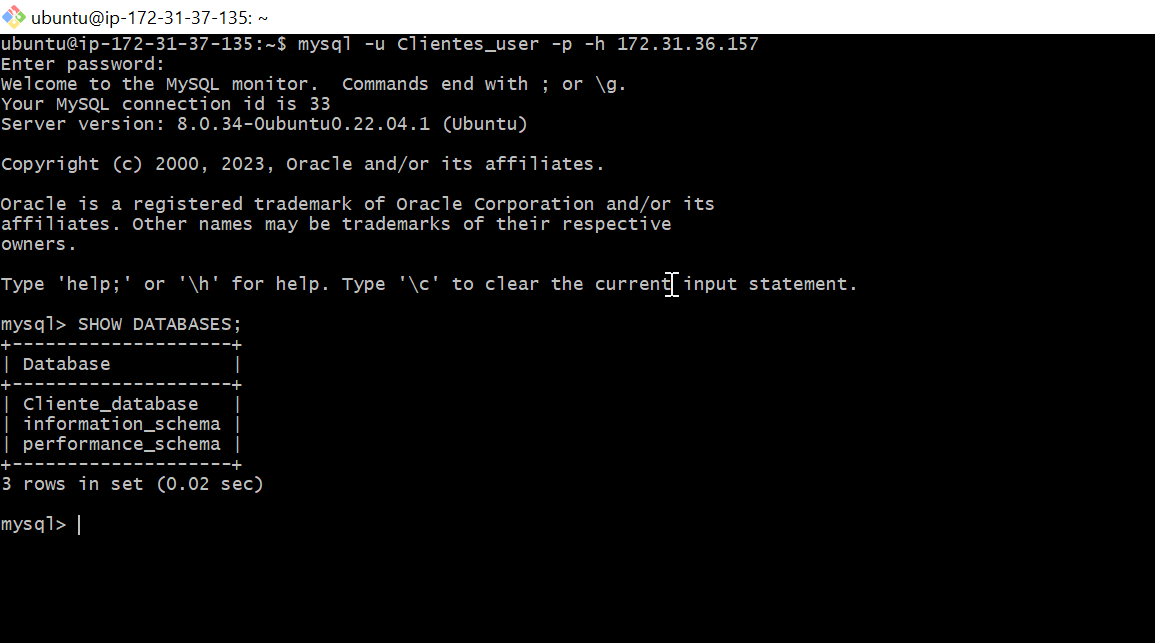 ubuntu@ip-172-31-37-135: ~
ubuntu@ip-172-31-37-135:~$ mysql -u Clientes_user -p -h 172.31.36.157
Enter password:
Welcome to the MySQL monitor.  Commands end with ; or \g.
Your MySQL connection id is 33
Server version: 8.0.34-0ubuntu0.22.04.1 (Ubuntu)
Copyright (c) 2000, 2023, Oracle and/or its affiliates.
Oracle is a registered trademark of Oracle Corporation and/or its
affiliates. Other names may be trademarks of their respective
owners.
Type 'help;' or '\h' for help. Type '\c' to clear the current input statement.
mysql> SHOW DATABASES;
+--------------------+
| Database           |
+--------------------+
| Cliente_database   |
| information_schema |
| performance_schema |
+--------------------+
3 rows in set (0.02 sec)
mysql>